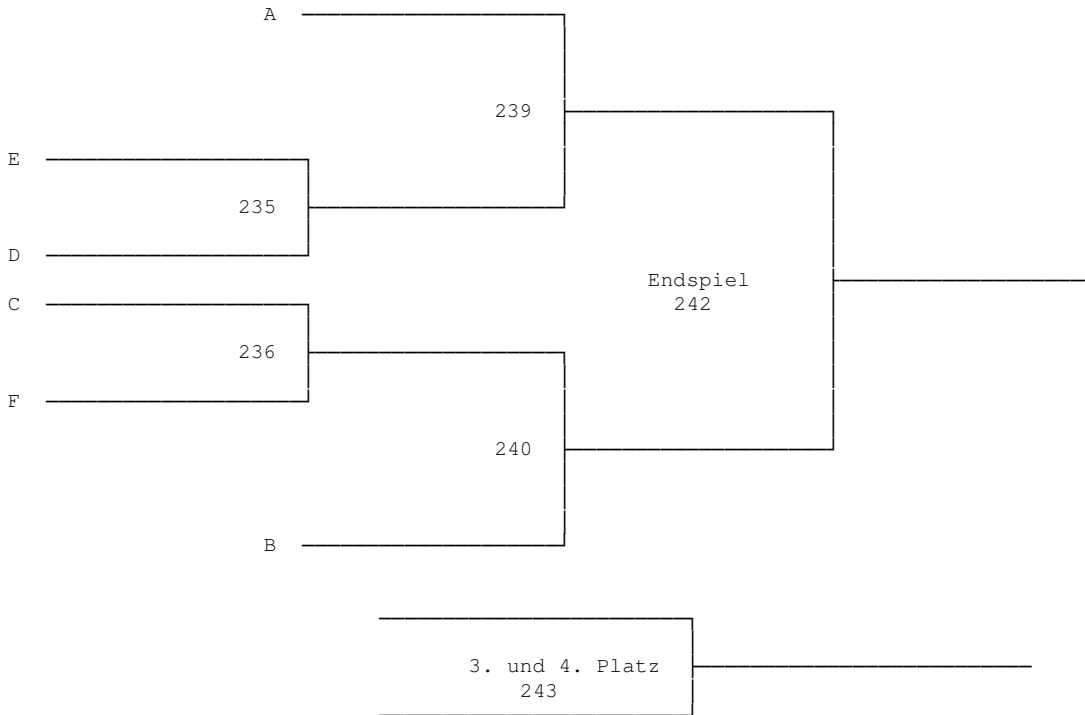 A
239
E
235
D
Endspiel
242
C
236
F
240
B
3. und 4. Platz
243